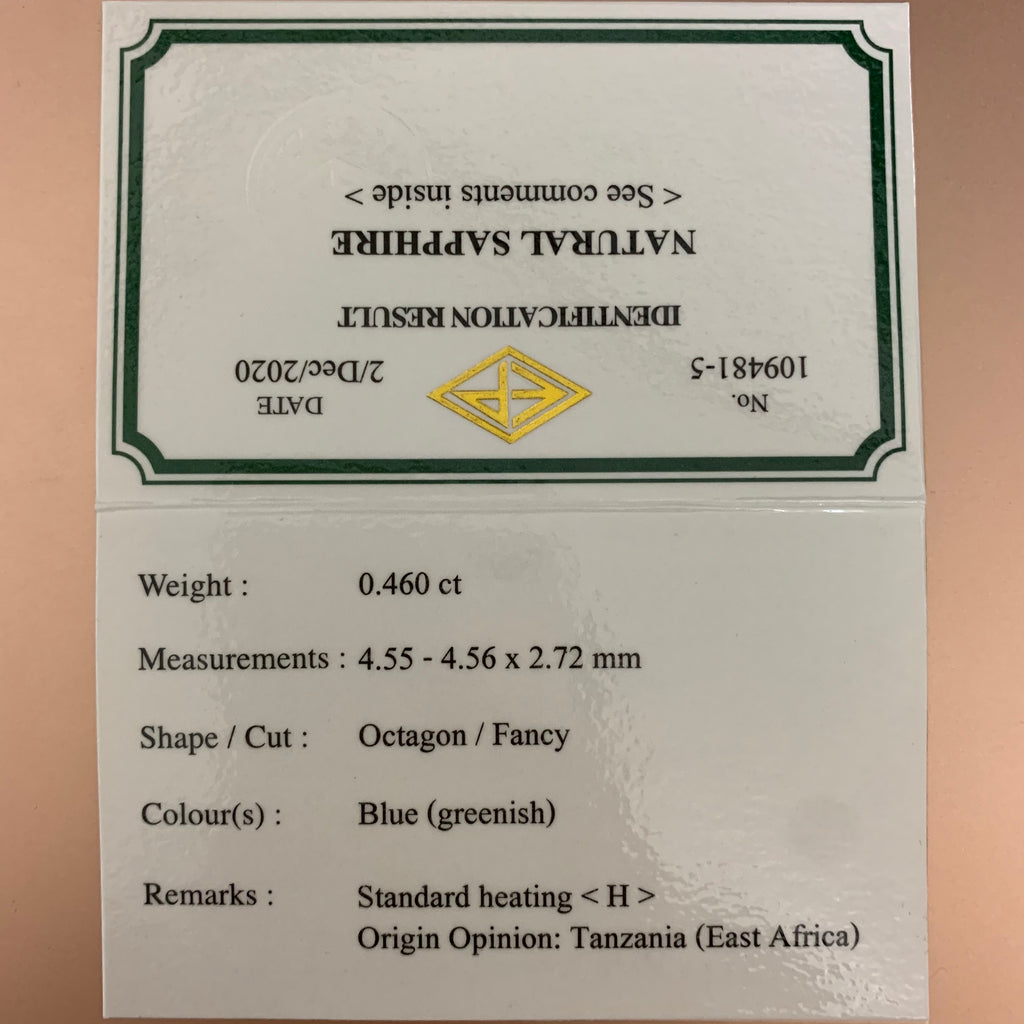 No.
109481-5
DATE
2/Dec/2020
IDENTIFICATION RESULT
NATURAL SAPPHIRE
< See comments inside >
Weight : 0.460 ct
Measurements : 4.55 - 4.56 x 2.72 mm
Shape / Cut : Octagon / Fancy
Colour(s) : Blue (greenish)
Remarks : Standard heating < H >
Origin Opinion: Tanzania (East Africa)